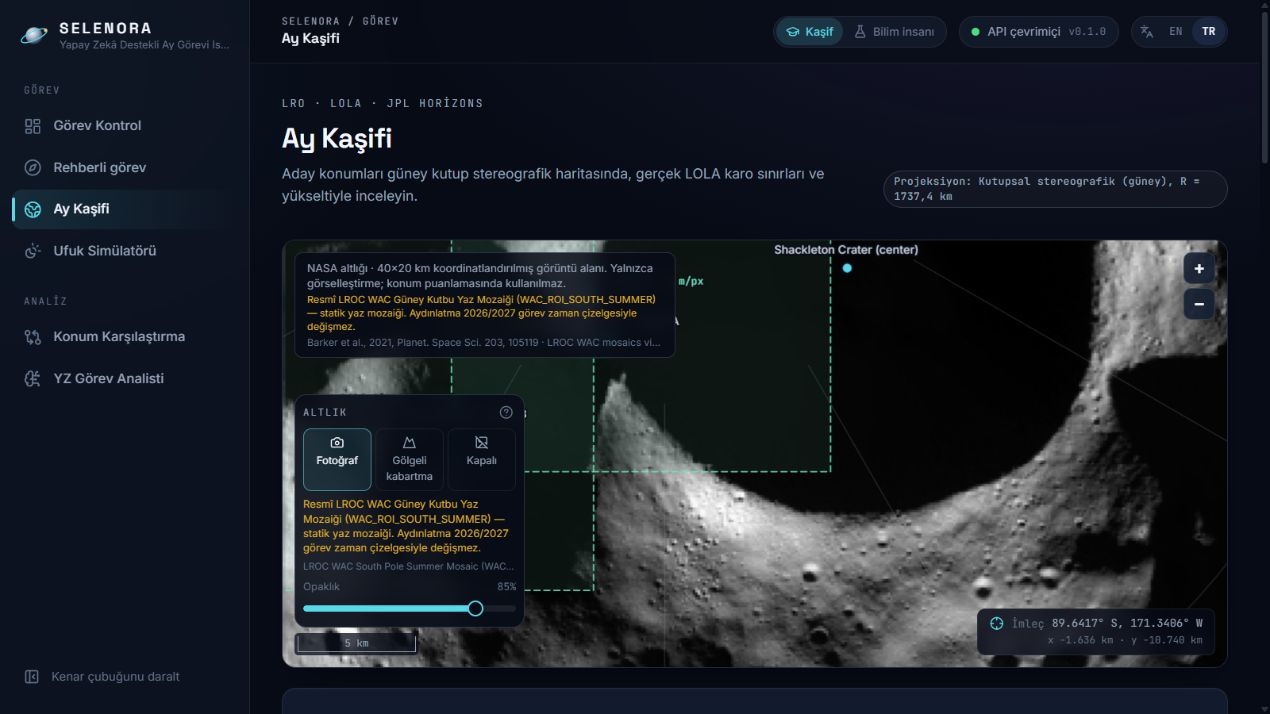 SELENORA
Yapay Zekâ Destekli Ay Görevi Is...
GÖREV
Görev Kontrol
Rehberli görev
Ay Kaşifi
Ufuk Simülatörü
ANALİZ
Konum Karşılaştırma
YZ Görev Analisti
Kenar çubuğunu daralt
SELENORA / GÖREV
Ay Kaşifi
Kaşif
Bilim insanı
API çevrimiçi v0.1.0
EN
TR
LRO · LOLA · JPL HORİZONS
Ay Kaşifi
Aday konumları güney kutup stereografik haritasında, gerçek LOLA karo sınırları ve
yükseltiyle inceleyin.
Projeksiyon: Kutupsal stereografik (güney), R =
1737,4 km
Shackleton Crater (center)
NASA altlığı · 40×20 km koordinatlandırılmış görüntü alanı. Yalnızca
görselleştirme; konum puanlamasında kullanılmaz.
Resmî LROC WAC Güney Kutbu Yaz Mozaiği (WAC_ROI_SOUTH_SUMMER)
— statik yaz mozaiği. Aydınlatma 2026/2027 görev zaman çizelgesiyle
değişmez.
Barker et al., 2021, Planet. Space Sci. 203, 105119 · LROC WAC mosaics vi...
m/px
+
−
ALTLIK
Fotoğraf
Gölgeli
kabartma
Kapalı
Resmî LROC WAC Güney Kutbu Yaz
Mozaiği (WAC_ROI_SOUTH_SUMMER) —
statik yaz mozaiği. Aydınlatma 2026/2027
görev zaman çizelgesiyle değişmez.
LROC WAC South Pole Summer Mosaic (WAC...
Opaklık 85%
5 km
İmleç 89.6417° S, 171.3406° W
x -1.636 km · y -10.740 km